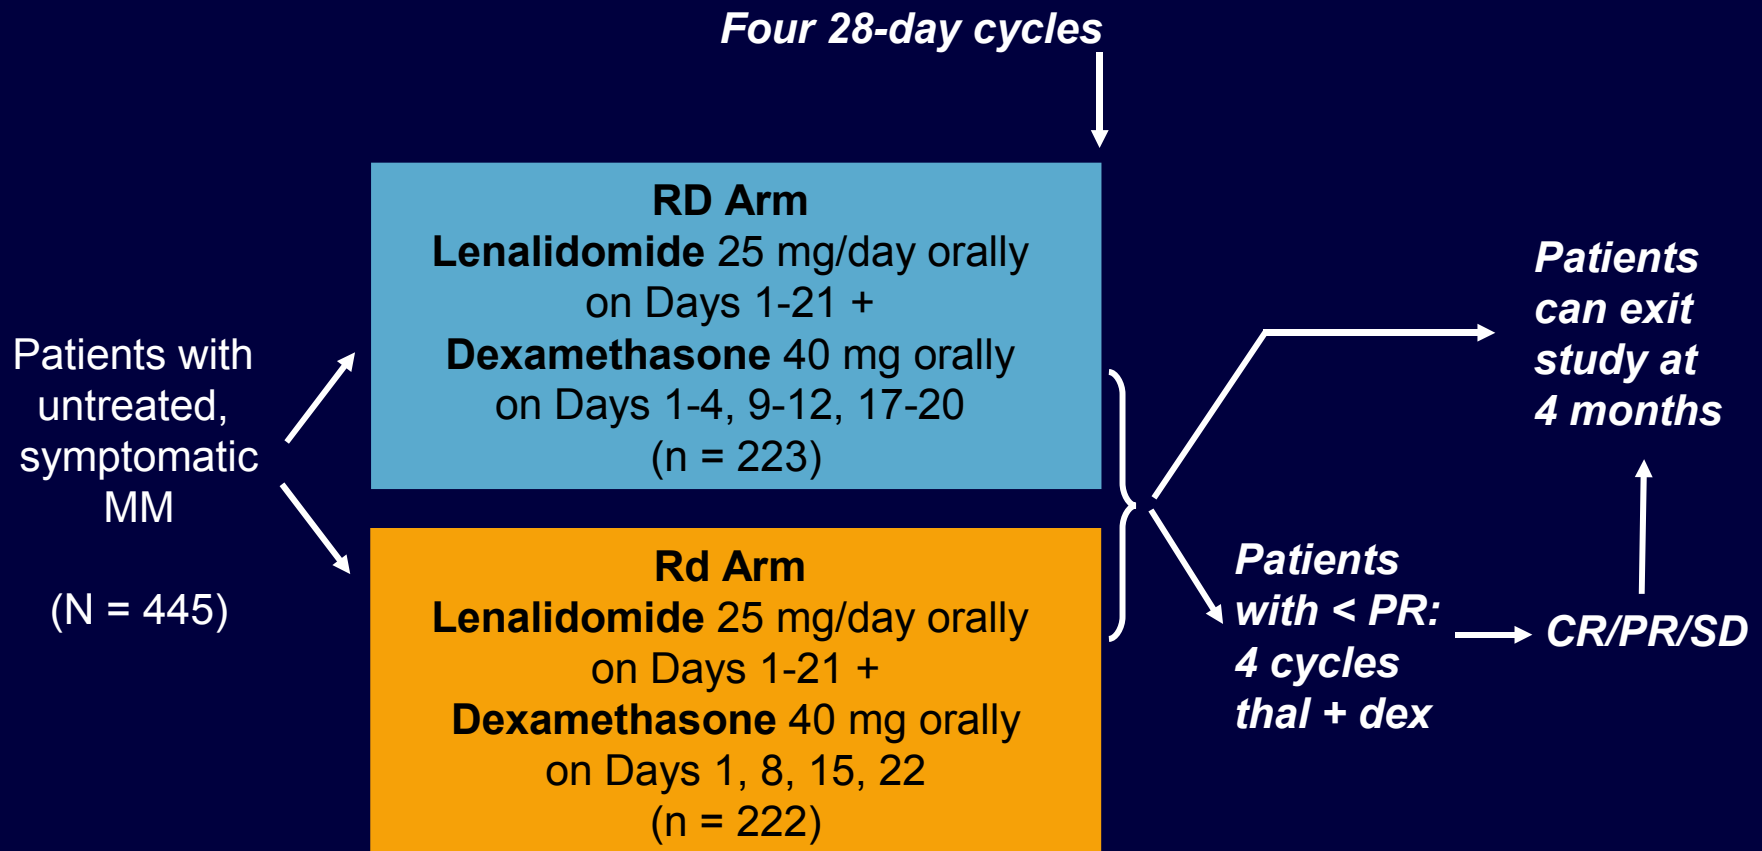 Four 28-day cycles
Patients with
untreated,
symptomatic
MM
(N = 445)
RD Arm
Lenalidomide 25 mg/day orally
on Days 1-21 +
Dexamethasone 40 mg orally
on Days 1-4, 9-12, 17-20
(n = 223)
Rd Arm
Lenalidomide 25 mg/day orally
on Days 1-21 +
Dexamethasone 40 mg orally
on Days 1, 8, 15, 22
(n = 222)
Patients
with < PR:
4 cycles
thal + dex
CR/PR/SD
Patients
can exit
study at
4 months